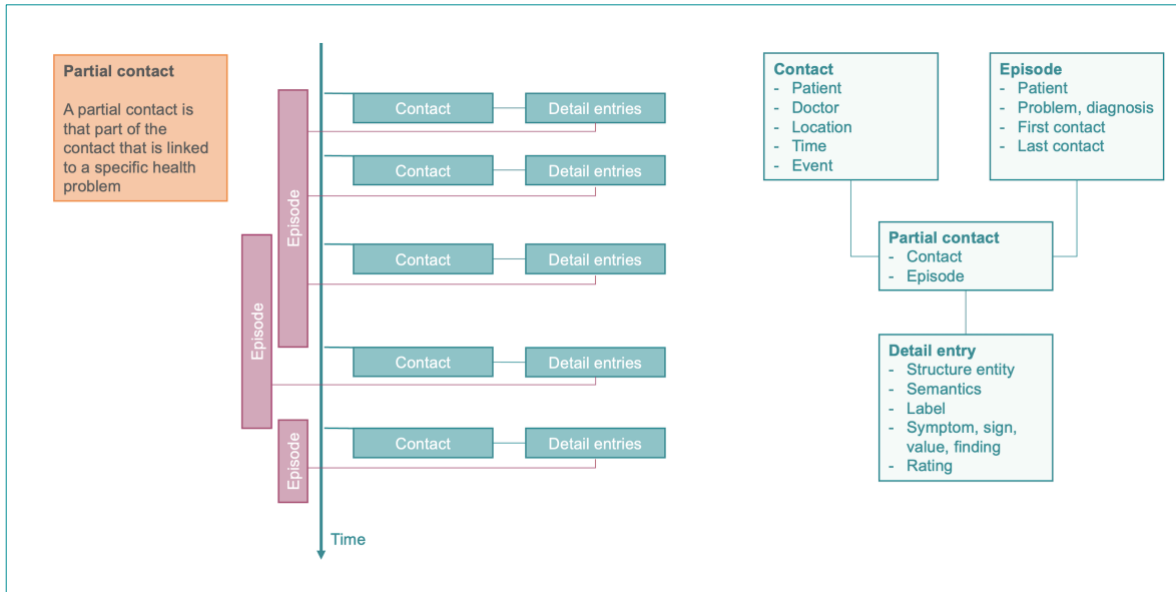 Partial contact
A partial contact is
that part of the
contact that is linked
to a specific health
problem
Contact
Detail entries
Contact
Detail entries
Episode
Contact
Detail entries
Episode
Contact
Detail entries
Contact
Detail entries
Episode
Time
Contact
- Patient
- Doctor
- Location
- Time
- Event
Episode
- Patient
- Problem, diagnosis
- First contact
- Last contact
Partial contact
- Contact
- Episode
Detail entry
- Structure entity
- Semantics
- Label
- Symptom, sign,
value, finding
- Rating